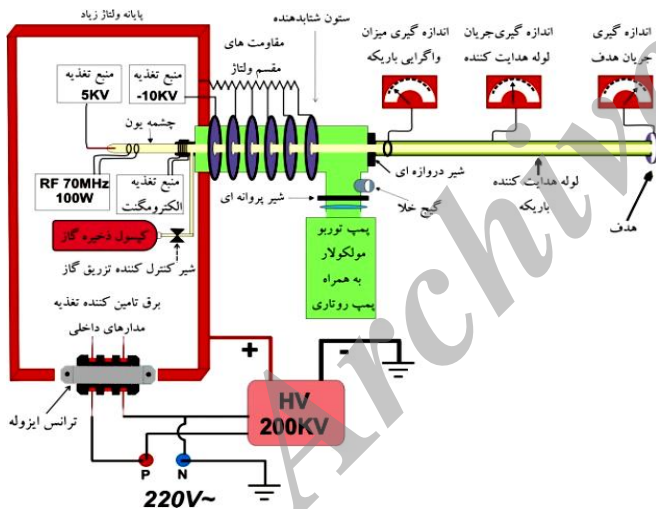 پایانه ولتاژ زیاد
ستون شتابدهنده
مقاومت های
مقسم ولتاژ
اندازه گیری میزان
واگرایی باریکه
اندازه گیری جریان
لوله هدایت کننده
اندازه گیری
جریان هدف
منبع تغذیه
5KV
منبع تغذیه
-10KV
چشمه یون
RF 70MHz
100W
منبع تغذیه
الکترومگنت
کپسول ذخیره گاز
شیر کنترل کننده تزریق گاز
شیر دروازه ای
گیج خلا
شیر پروانه ای
لوله هدایت کننده
باریکه
هدف
پمپ توربو
مولکولار
به همراه
پمپ روتاری
برق تامین کننده تغذیه
مدارهای داخلی
ترانس ایزوله
+
-
HV
200KV
P
N
220V~
Archive